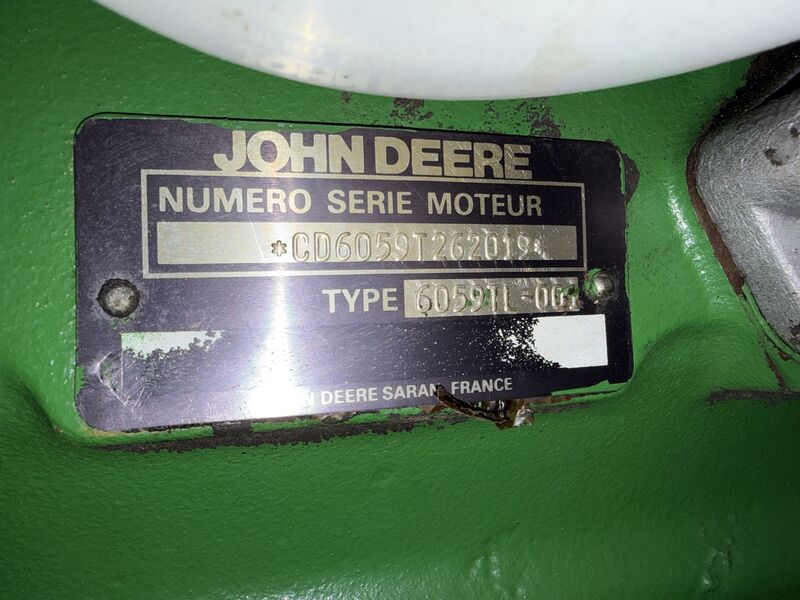 JOHN DEERE
NUMERO SERIE MOTEUR
*CD6059T262019*
TYPE 6059TL-001
DEERE SARAN FRANCE